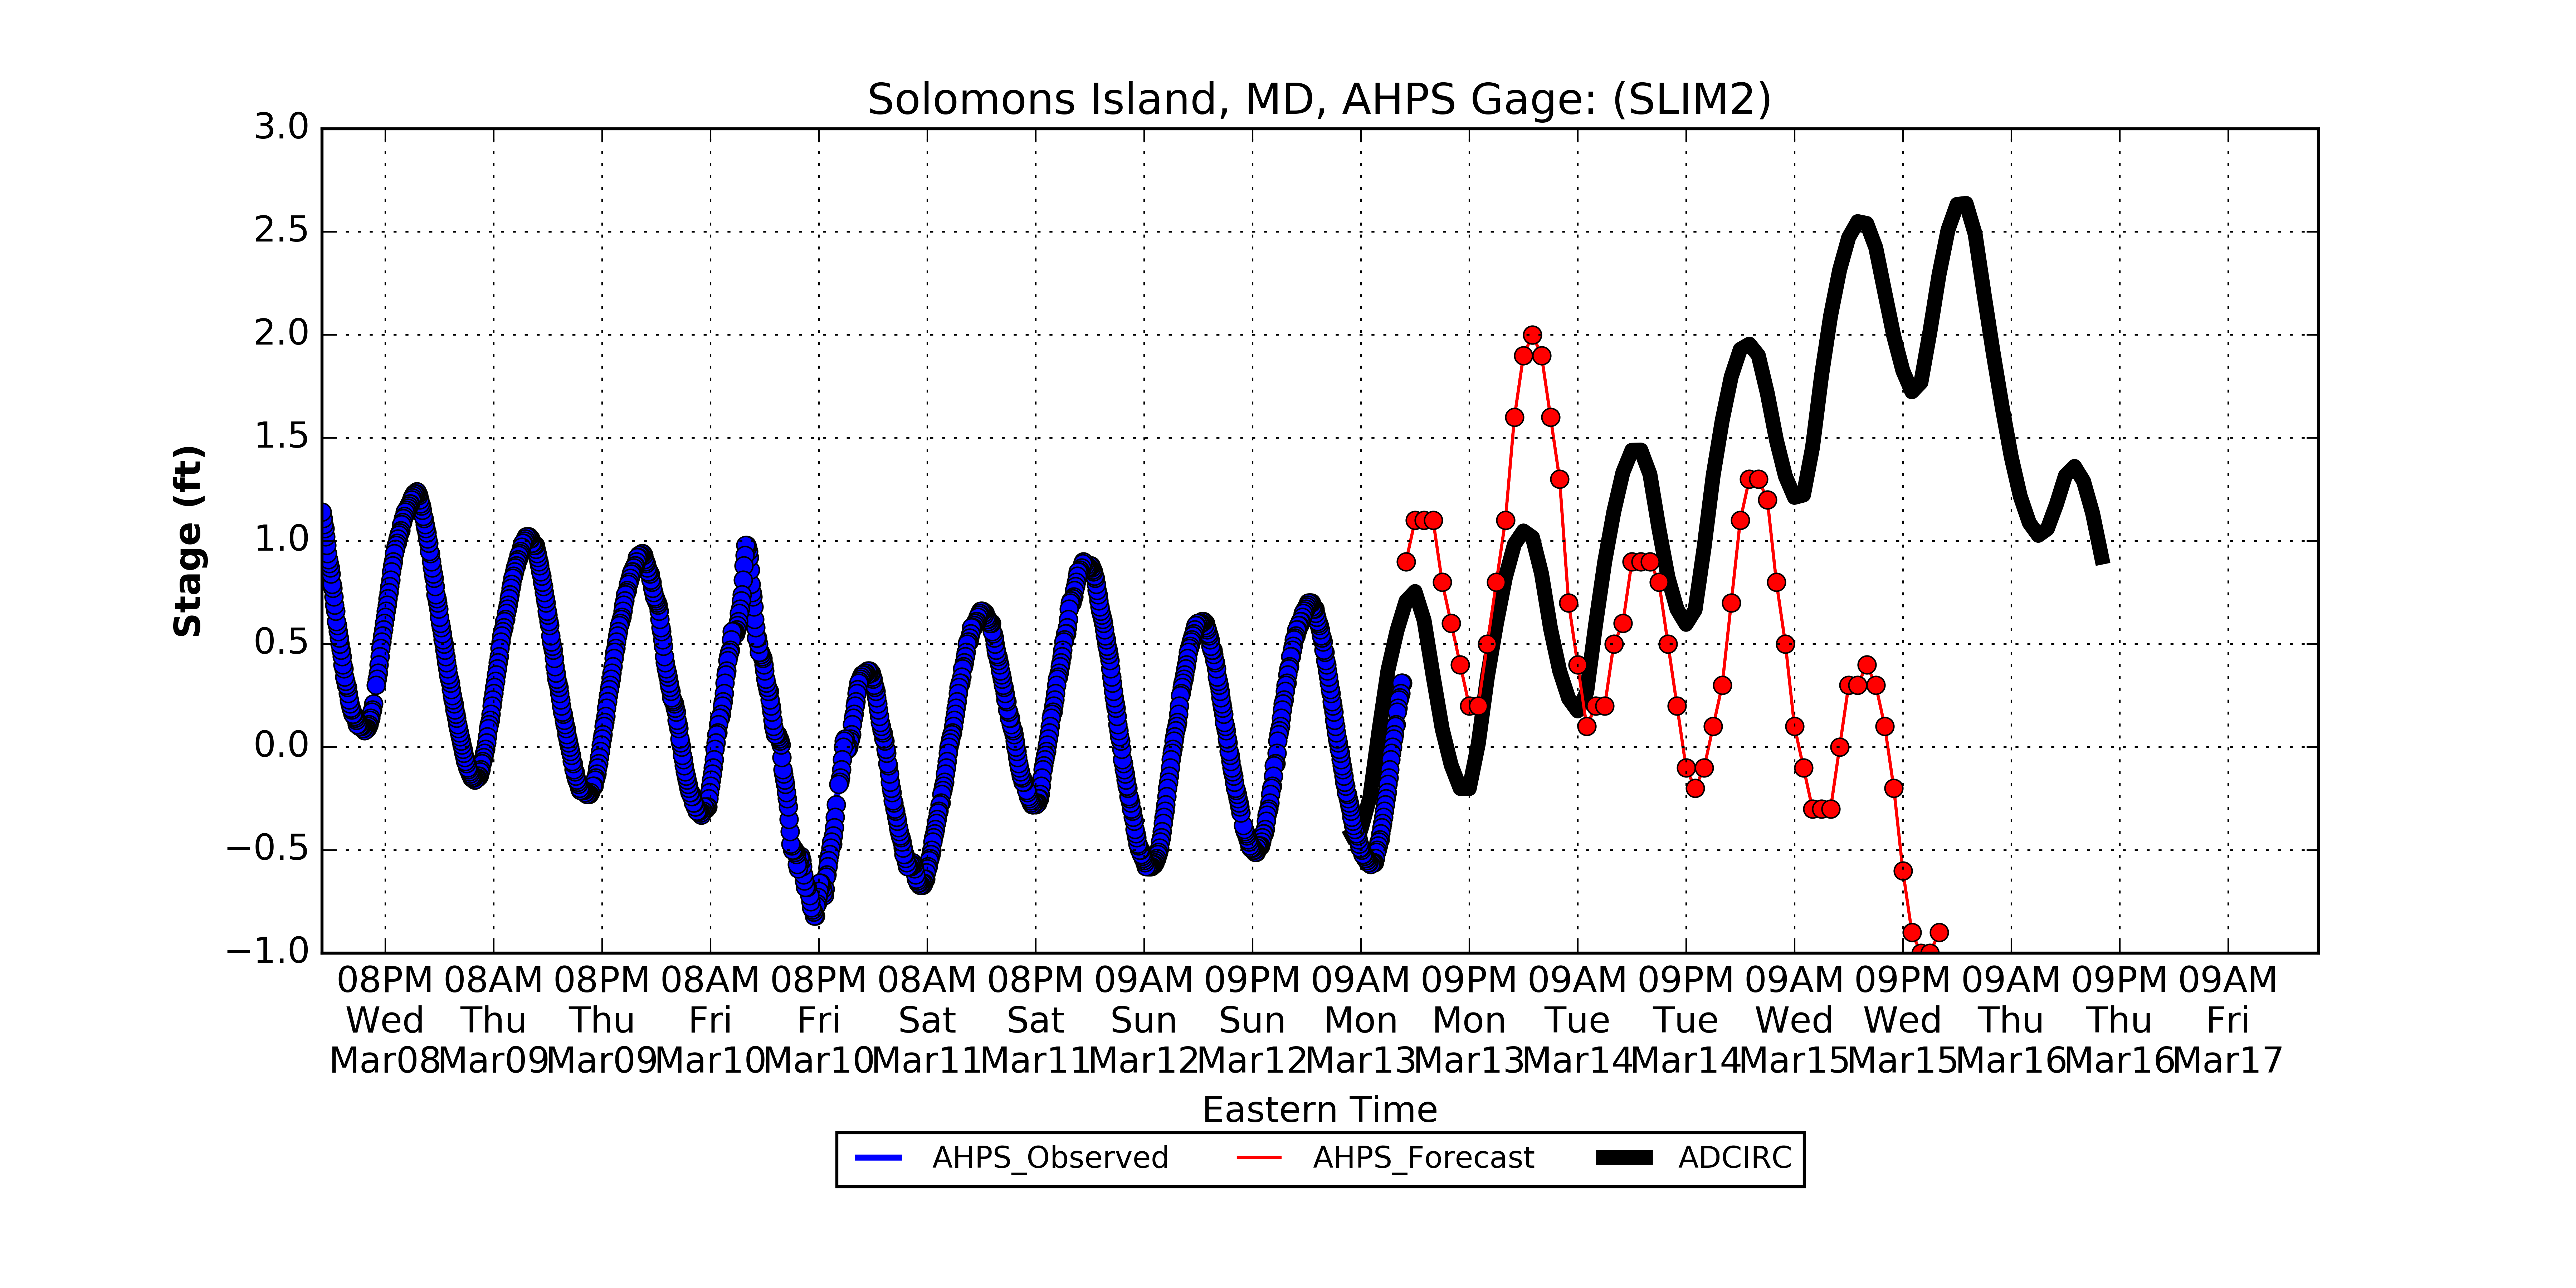 Solomons Island, MD, AHPS Gage: (SLIM2)
3.0
2.5
2.0
1.5
1.0
0.5
0.0
−0.5
−1.0
Stage (ft)
08PM 08AM 08PM 08AM 08PM 08AM 08PM 09AM 09PM 09AM 09PM 09AM 09PM 09AM 09PM 09AM 09PM 09AM
Wed Thu Thu Fri Fri Sat Sat Sun Sun Mon Mon Tue Tue Wed Wed Thu Thu Fri
Mar08 Mar09 Mar09 Mar10 Mar10 Mar11 Mar11 Mar12 Mar12 Mar13 Mar13 Mar14 Mar14 Mar15 Mar15 Mar16 Mar16 Mar17
Eastern Time
AHPS_Observed AHPS_Forecast ADCIRC